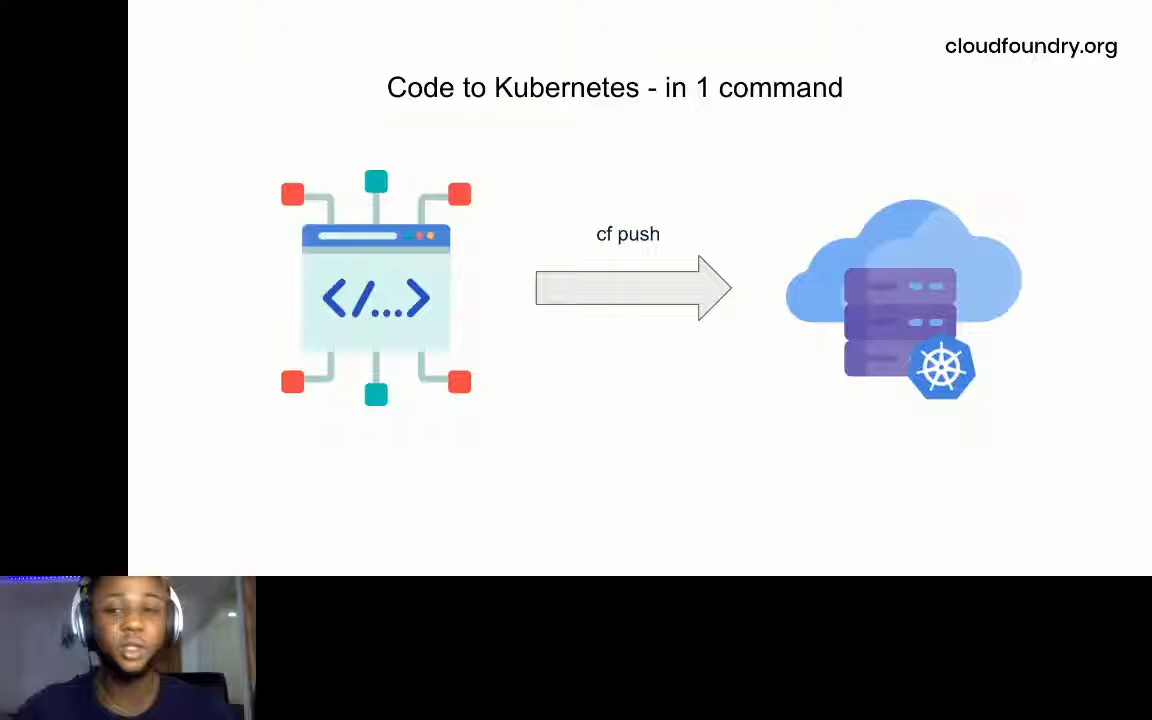 cloudfoundry.org
Code to Kubernetes - in 1 command
cf push
</...>